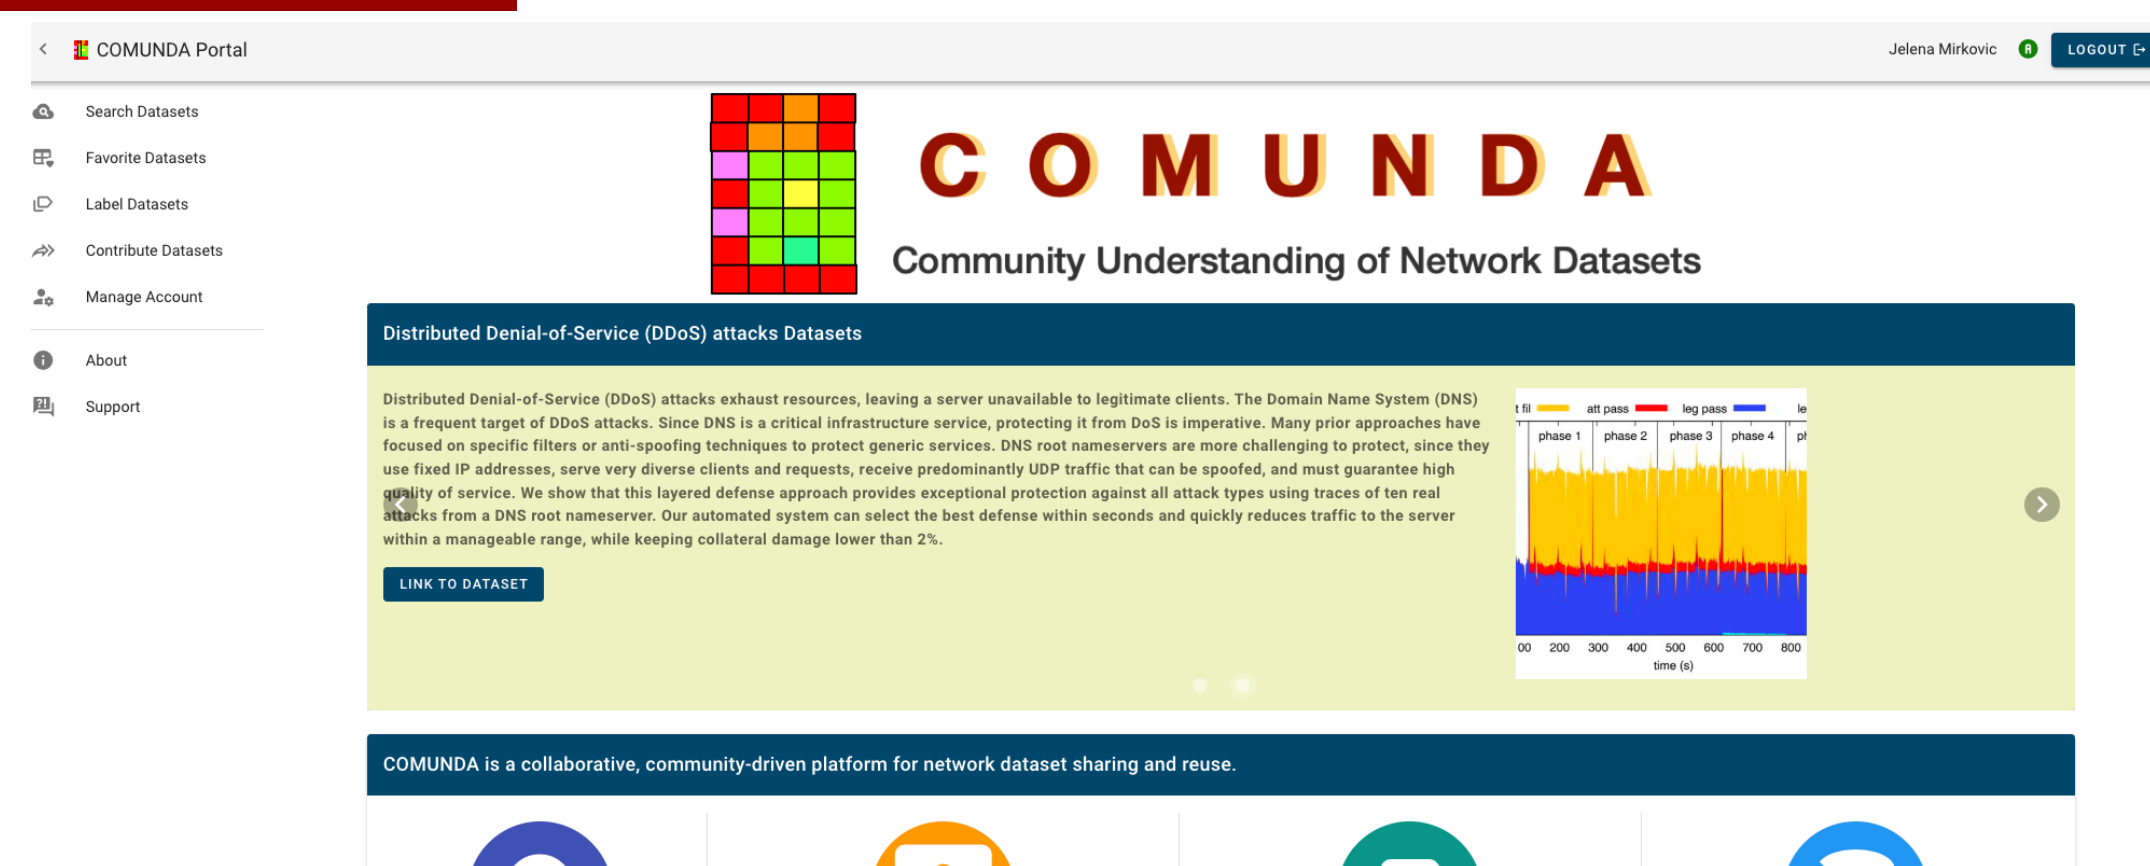 COMUNDA Portal
Jelena Mirkovic
A
LOGOUT
Search Datasets
Favorite Datasets
Label Datasets
Contribute Datasets
Manage Account
About
Support
COMUNDA
Community Understanding of Network Datasets
Distributed Denial-of-Service (DDoS) attacks Datasets
Distributed Denial-of-Service (DDoS) attacks exhaust resources, leaving a server unavailable to legitimate clients. The Domain Name System (DNS)
is a frequent target of DDoS attacks. Since DNS is a critical infrastructure service, protecting it from DoS is imperative. Many prior approaches have
focused on specific filters or anti-spoofing techniques to protect generic services. DNS root nameservers are more challenging to protect, since they
use fixed IP addresses, serve very diverse clients and requests, receive predominantly UDP traffic that can be spoofed, and must guarantee high
quality of service. We show that this layered defense approach provides exceptional protection against all attack types using traces of ten real
attacks from a DNS root nameserver. Our automated system can select the best defense within seconds and quickly reduces traffic to the server
within a manageable range, while keeping collateral damage lower than 2%.
LINK TO DATASET
t fil att pass leg pass le
phase 1 phase 2 phase 3 phase 4 ph
00 200 300 400 500 600 700 800
time (s)
COMUNDA is a collaborative, community-driven platform for network dataset sharing and reuse.